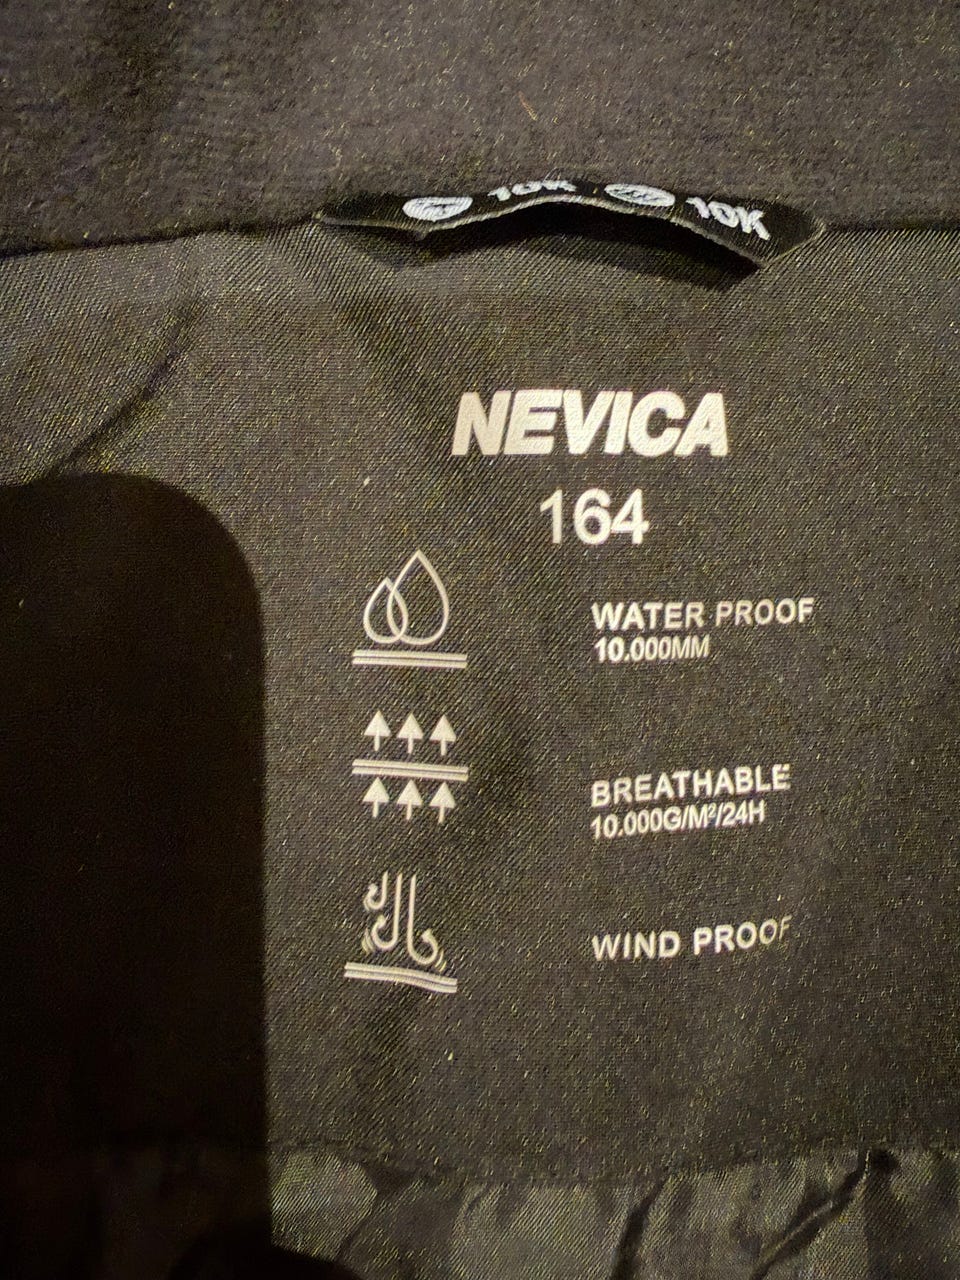 10K 10K
NEVICA
164
WATER PROOF
10.000MM
BREATHABLE
10.000G/M²/24H
WIND PROOF